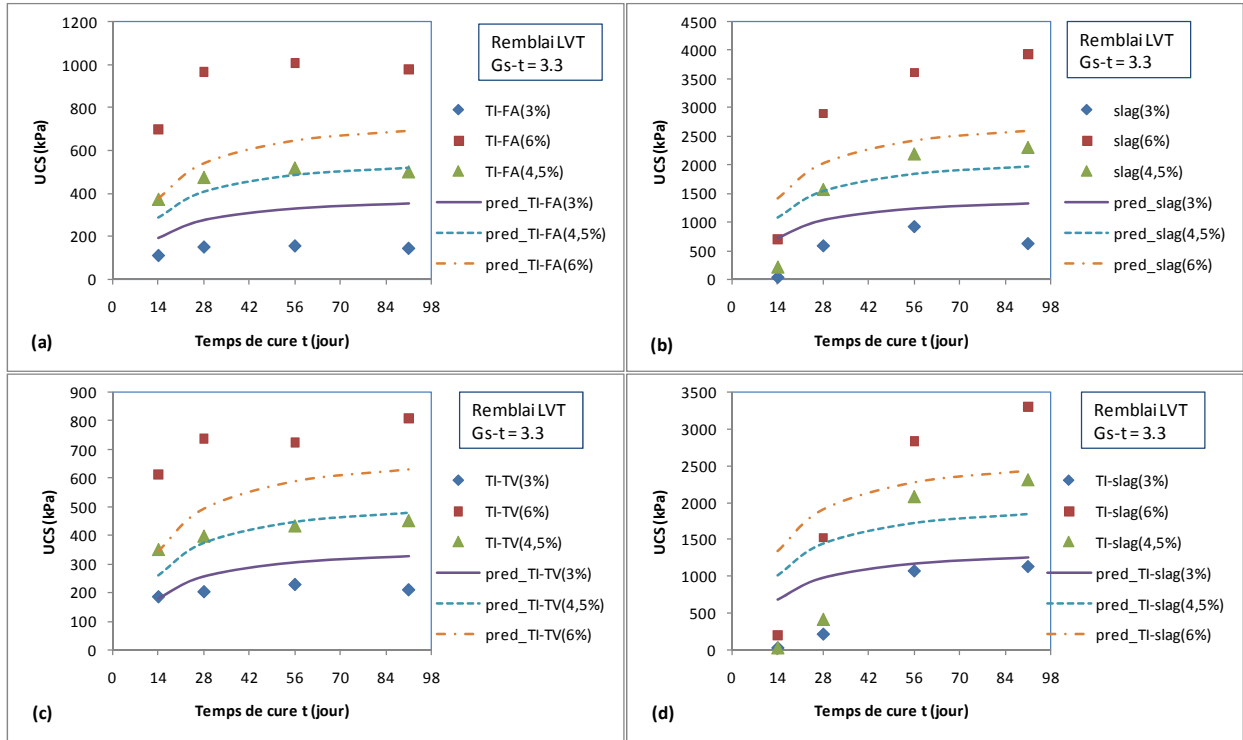 1200
1000
800
600
400
200
0
0 14 28 42 56 70 84 98
UCS (kPa)
Temps de cure t (jour)
(a)
Remblai LVT
Gs-t = 3.3
TI-FA(3%)
TI-FA(6%)
TI-FA(4,5%)
pred_TI-FA(3%)
pred_TI-FA(4,5%)
pred_TI-FA(6%)
4500
4000
3500
3000
2500
2000
1500
1000
500
0
0 14 28 42 56 70 84 98
UCS (kPa)
Temps de cure t (jour)
(b)
Remblai LVT
Gs-t = 3.3
slag(3%)
slag(6%)
slag(4,5%)
pred_slag(3%)
pred_slag(4,5%)
pred_slag(6%)
900
800
700
600
500
400
300
200
100
0
0 14 28 42 56 70 84 98
UCS (kPa)
Temps de cure t (jour)
(c)
Remblai LVT
Gs-t = 3.3
TI-TV(3%)
TI-TV(6%)
TI-TV(4,5%)
pred_TI-TV(3%)
pred_TI-TV(4,5%)
pred_TI-TV(6%)
3500
3000
2500
2000
1500
1000
500
0
0 14 28 42 56 70 84 98
UCS (kPa)
Temps de cure t (jour)
(d)
Remblai LVT
Gs-t = 3.3
TI-slag(3%)
TI-slag(6%)
TI-slag(4,5%)
pred_TI-slag(3%)
pred_TI-slag(4,5%)
pred_TI-slag(6%)